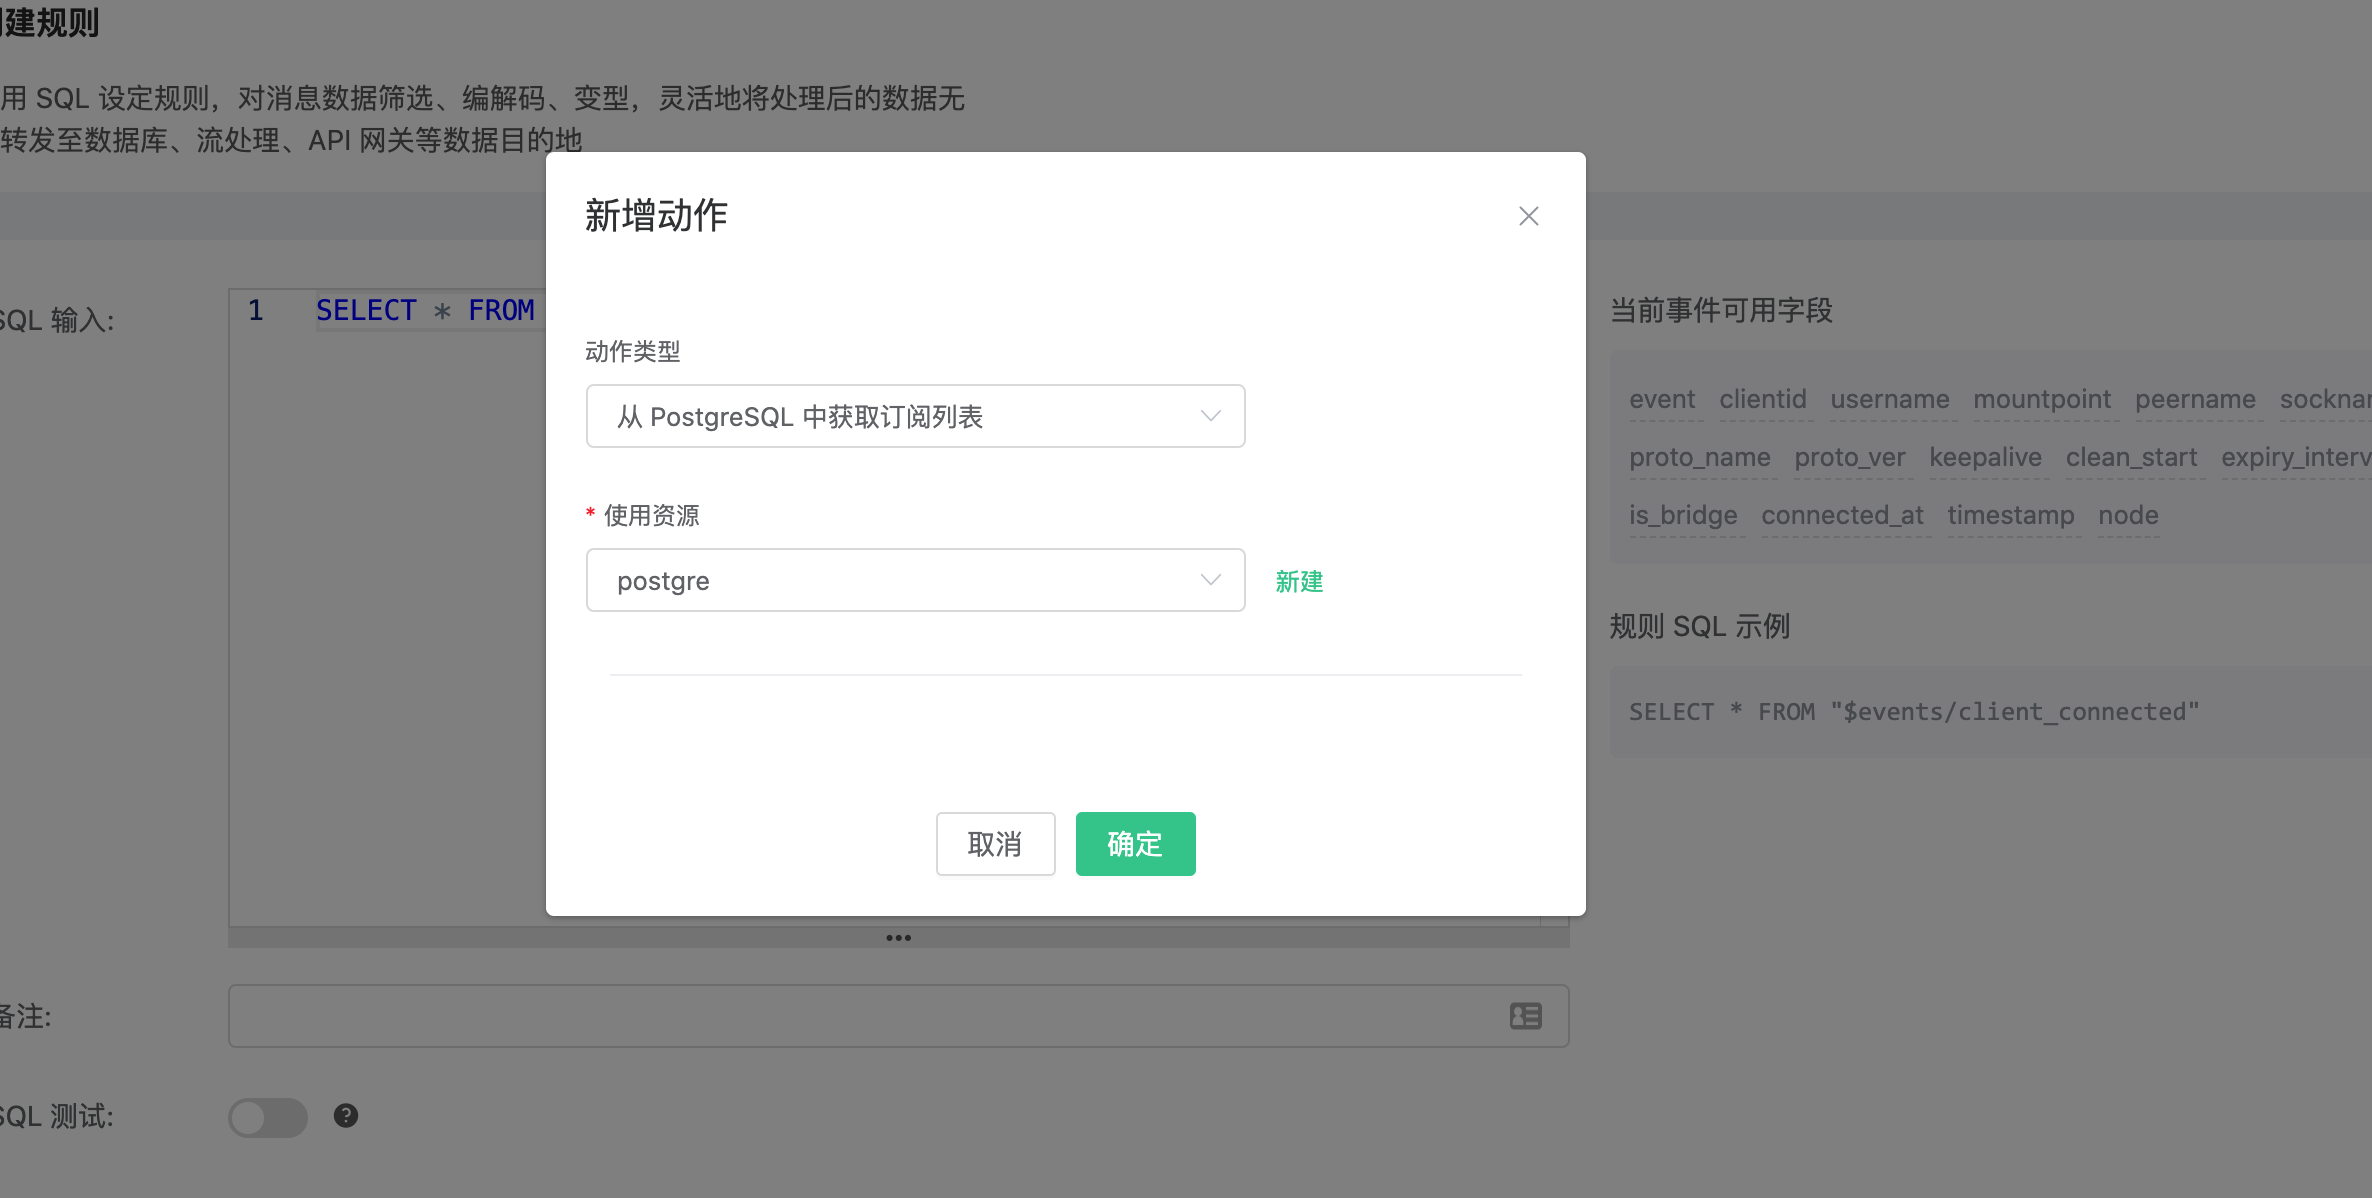 建规则
用 SQL 设定规则，对消息数据筛选、编解码、变型，灵活地将处理后的数据无
转发至数据库、流处理、API 网关等数据目的地
新增动作
SQL 输入:
1 SELECT * FROM
动作类型
从 PostgreSQL 中获取订阅列表
* 使用资源
postgre
新建
取消
确定
当前事件可用字段
event clientid username mountpoint peername socknar
proto_name proto_ver keepalive clean_start expiry_interv
is_bridge connected_at timestamp node
规则 SQL 示例
SELECT * FROM "$events/client_connected"
备注:
SQL 测试: